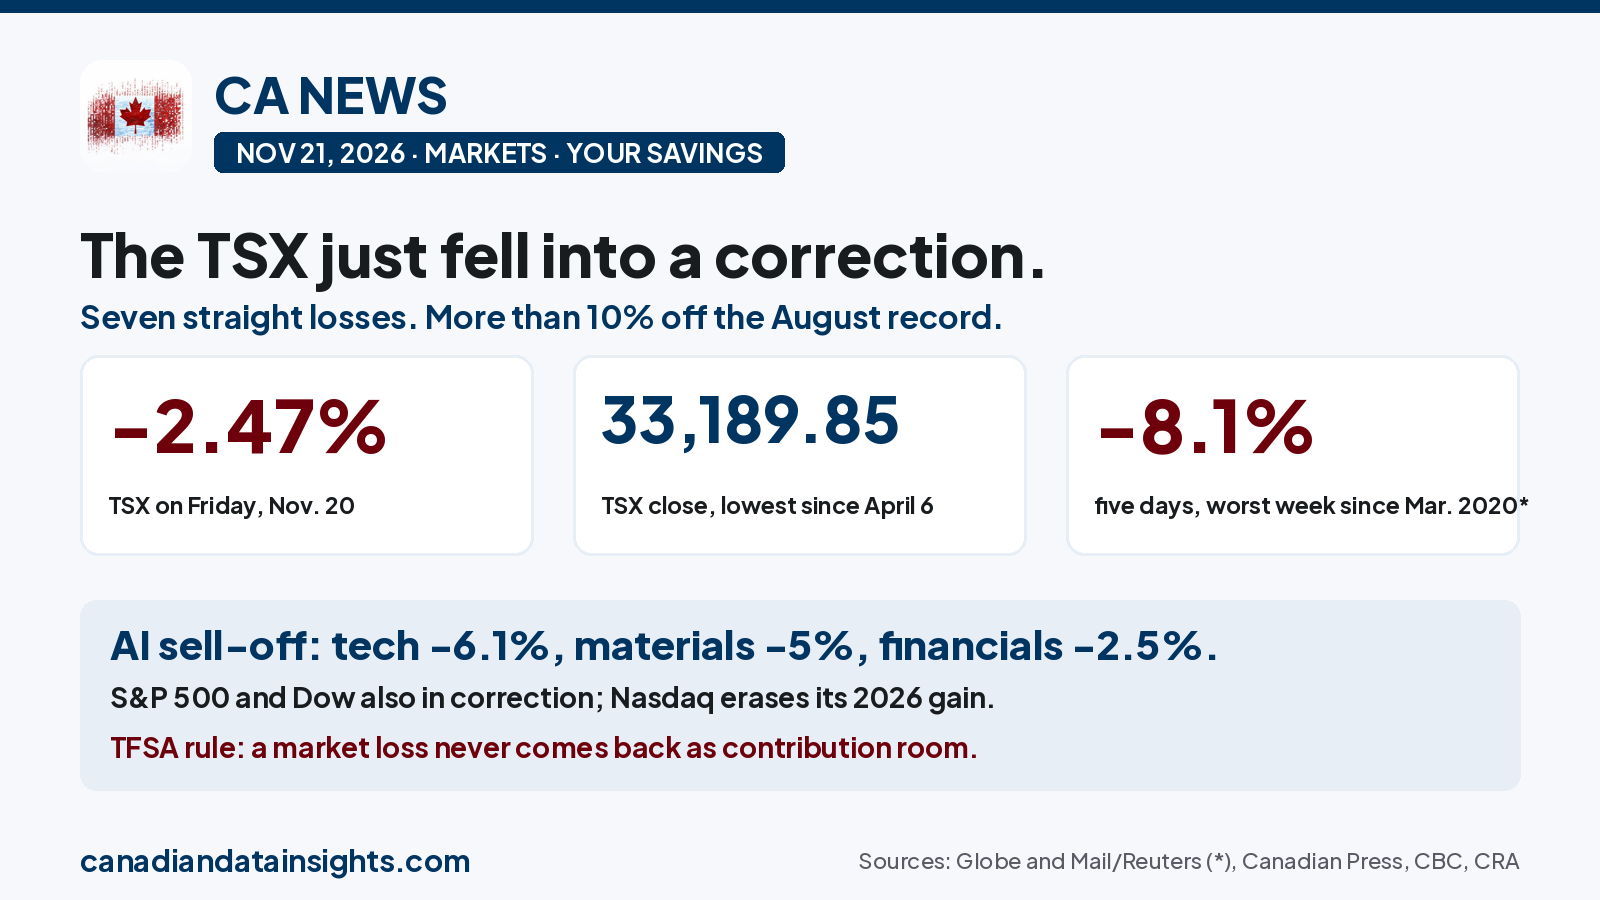 CA NEWS
NOV 21, 2026 · MARKETS · YOUR SAVINGS
The TSX just fell into a correction.
Seven straight losses. More than 10% off the August record.
-2.47%
TSX on Friday, Nov. 20
33,189.85
TSX close, lowest since April 6
-8.1%
five days, worst week since Mar. 2020*
AI sell-off: tech -6.1%, materials -5%, financials -2.5%.
S&P 500 and Dow also in correction; Nasdaq erases its 2026 gain.
TFSA rule: a market loss never comes back as contribution room.
canadiandatainsights.com
Sources: Globe and Mail/Reuters (*), Canadian Press, CBC, CRA